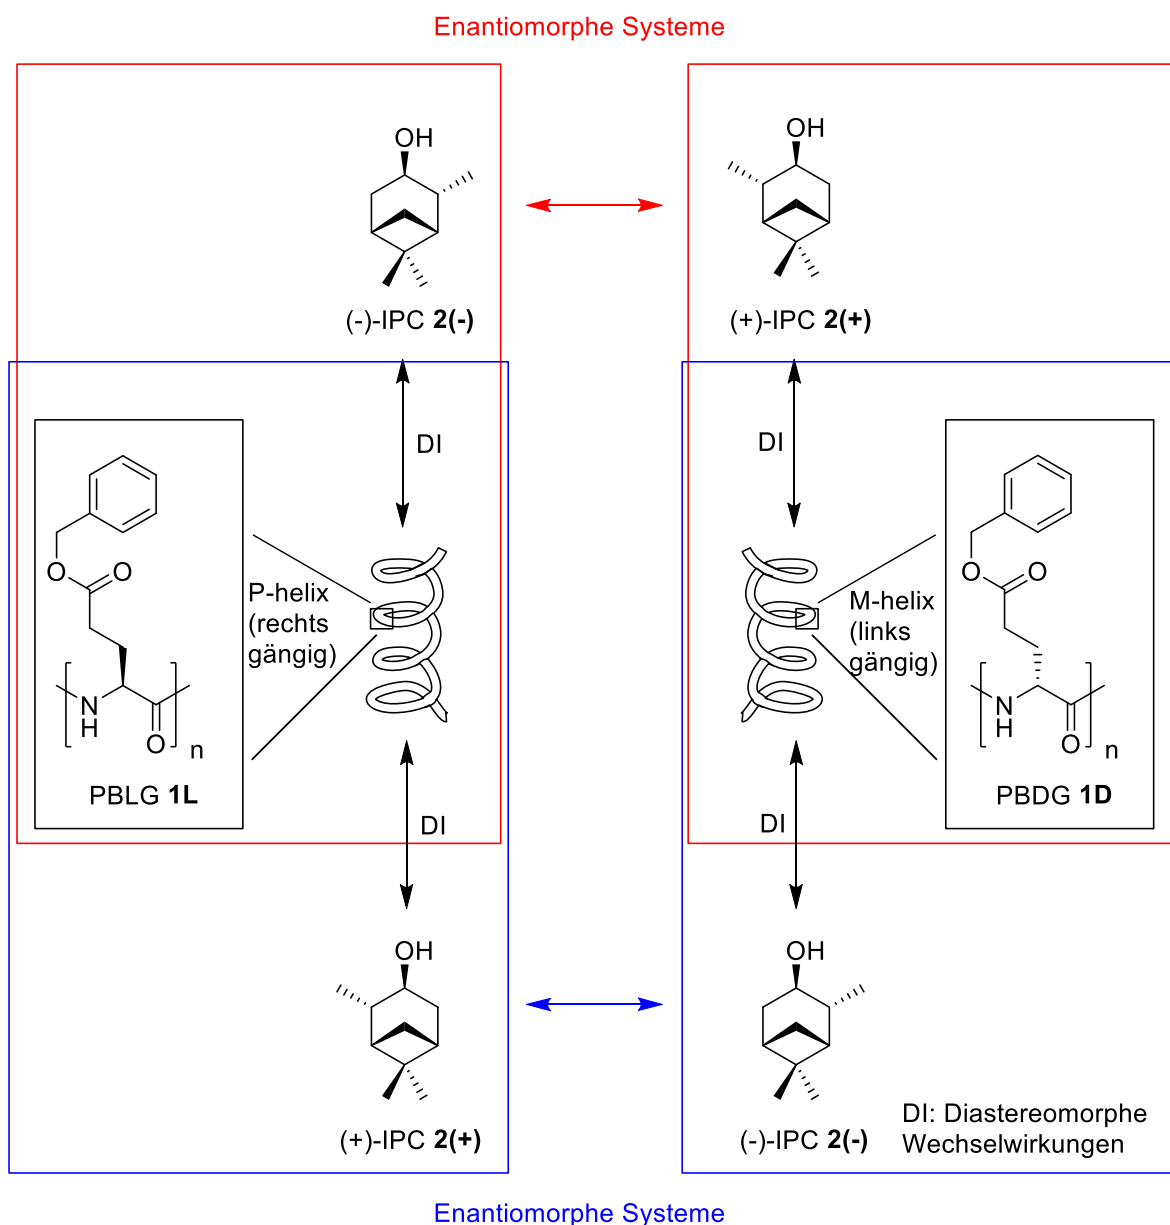 Enantiomorphe Systeme
OH
OH
(-)-IPC 2(-)
(+)-IPC 2(+)
DI
DI
O
O
P-helix
(rechts
gängig)
N
H
O
n
PBLG 1L
M-helix
(links
gängig)
O
O
N
H
O
n
PBDG 1D
DI
DI
OH
OH
(+)-IPC 2(+)
(-)-IPC 2(-)
DI: Diastereomorphe
Wechselwirkungen
Enantiomorphe Systeme